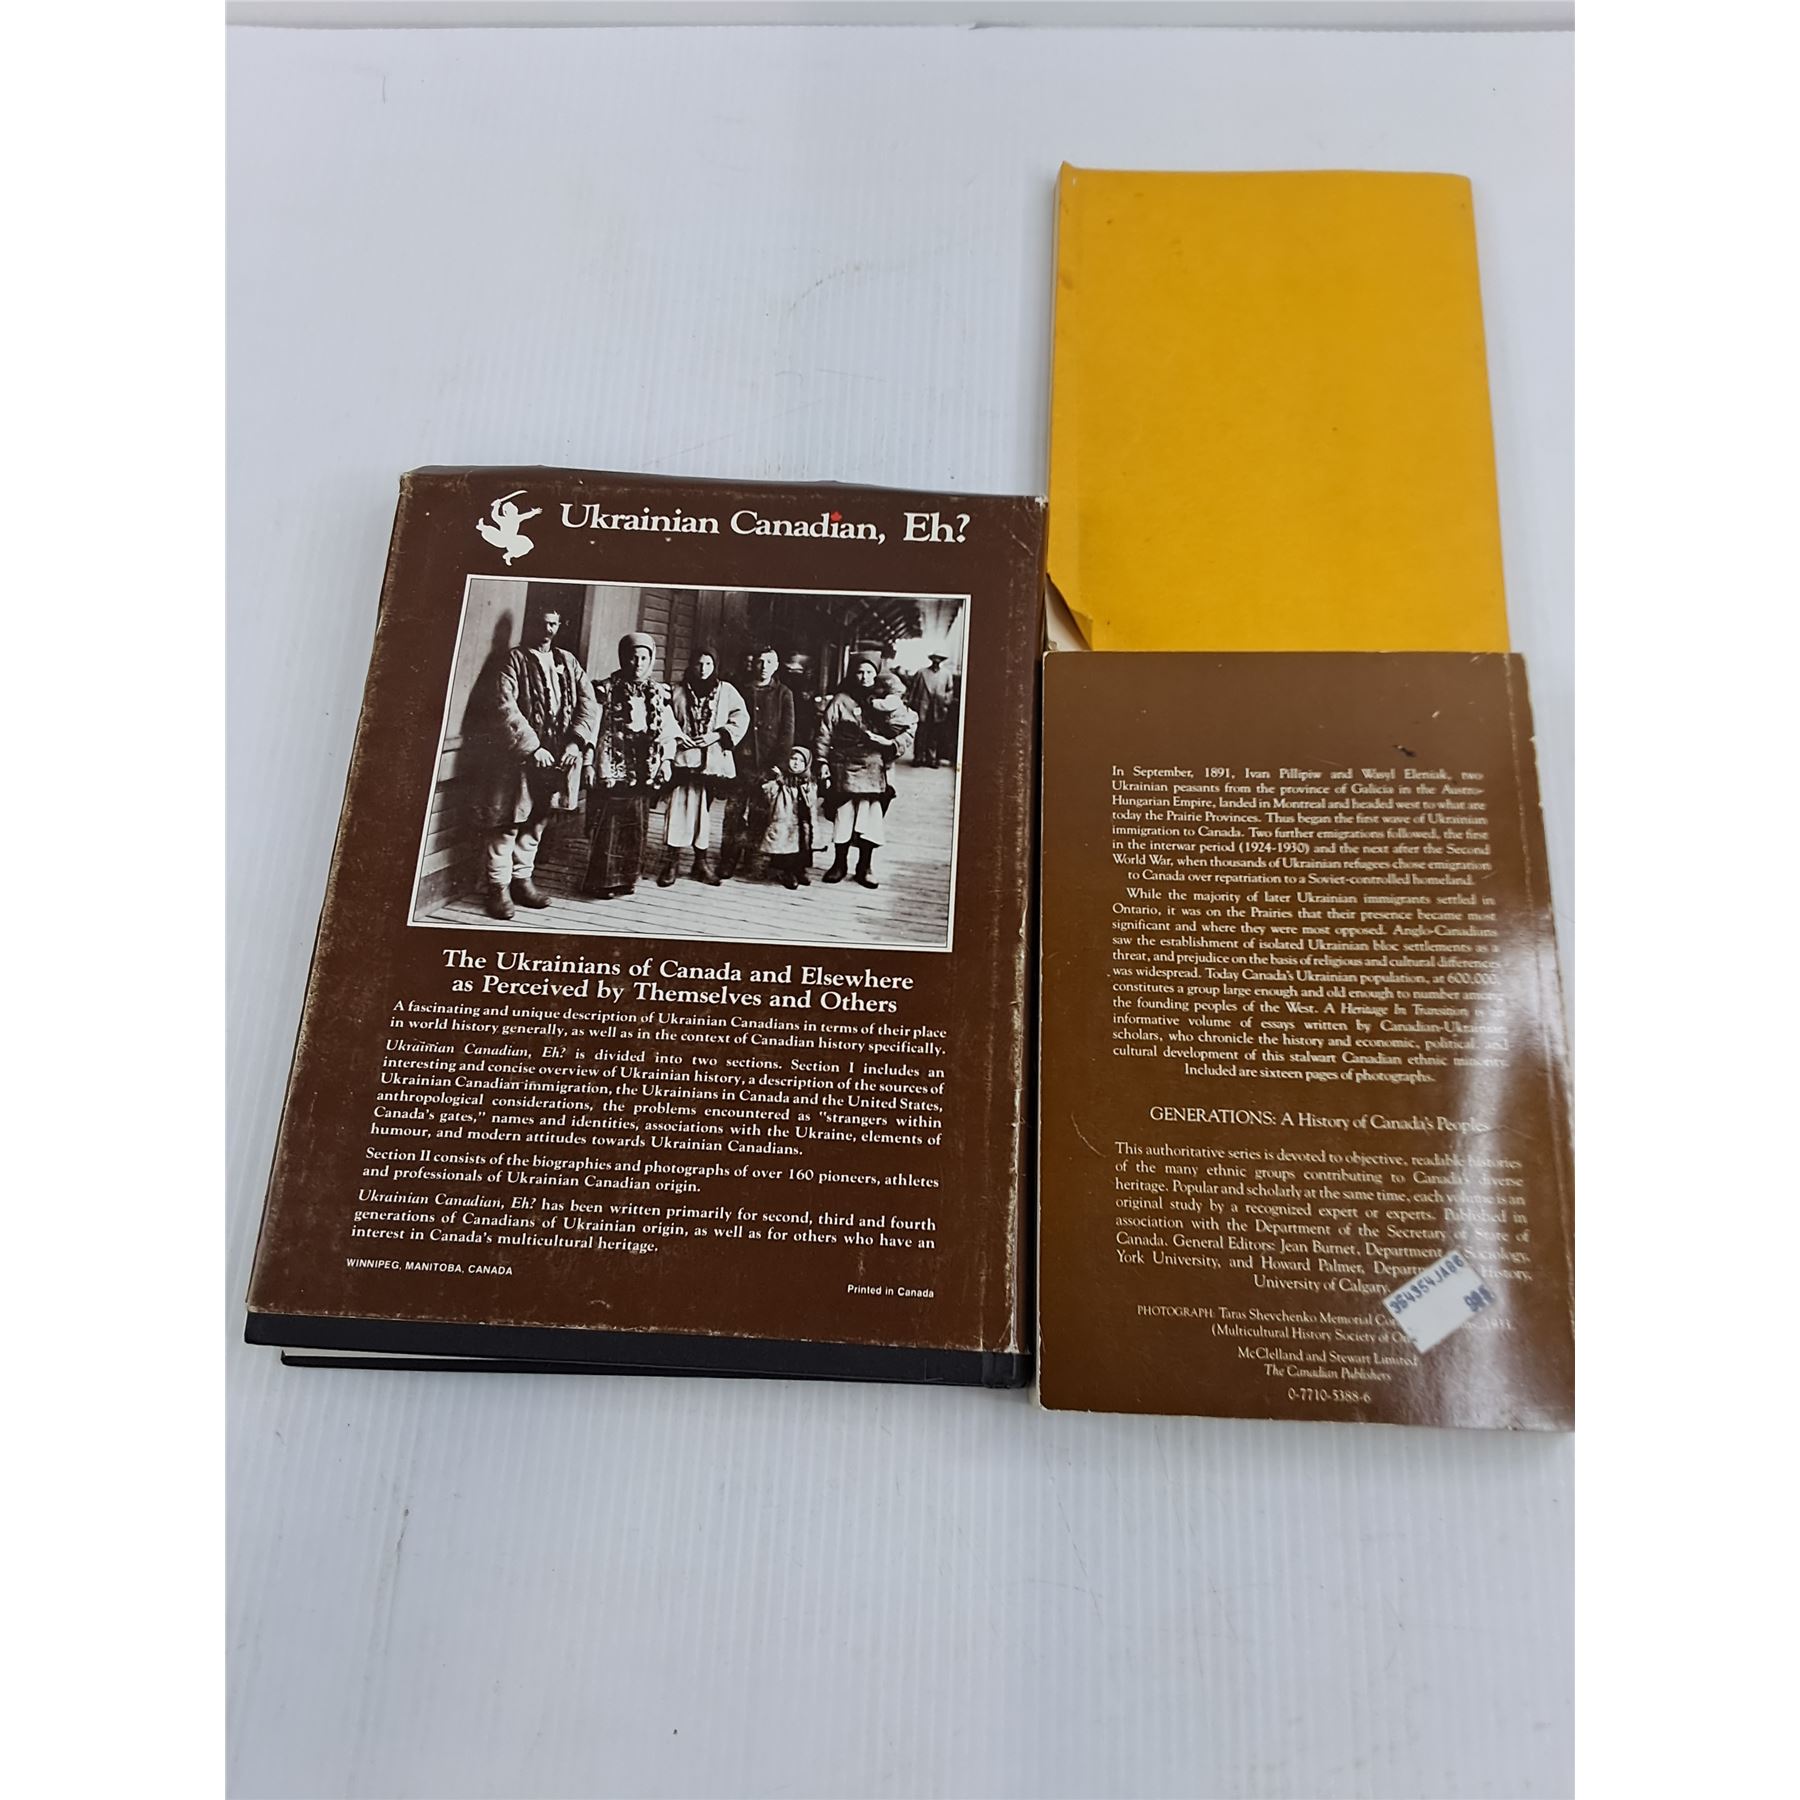 Ukrainian Canadian, Eh?
The Ukrainians of Canada and Elsewhere
as Perceived by Themselves and Others
A fascinating and unique description of Ukrainian Canadians in terms of their place
in world history generally, as well as in the context of Canadian history specifically.
Ukrainian Canadian, Eh? is divided into two sections. Section I includes an
interesting and concise overview of Ukrainian history, a description of the sources of
Ukrainian Canadian immigration, the Ukrainians in Canada and the United States,
anthropological considerations, the problems encountered as "strangers within
Canada's gates," names and identities, associations with the Ukraine, elements of
humour, and modern attitudes towards Ukrainian Canadians.
Section II consists of the biographies and photographs of over 160 pioneers, athletes
and professionals of Ukrainian Canadian origin.
Ukrainian Canadian, Eh? has been written primarily for second, third and fourth
generations of Canadians of Ukrainian origin, as well as for others who have an
interest in Canada's multicultural heritage.
WINNIPEG, MANITOBA, CANADA
Printed in Canada
In September, 1891, Ivan Pillipiw and Wasyl Eleniak, two
Ukrainian peasants from the province of Galicia in the Austro-
Hungarian Empire, landed in Montreal and headed west to what are
today the Prairie Provinces. Thus began the first wave of Ukrainian
immigration to Canada. Two further emigrations followed, the first
in the interwar period (1924-1930) and the next after the Second
World War, when thousands of Ukrainian refugees chose emigration
to Canada over repatriation to a Soviet-controlled homeland.
While the majority of later Ukrainian immigrants settled in
Ontario, it was on the Prairies that their presence became most
significant and where they were most opposed. Anglo-Canadians
saw the establishment of isolated Ukrainian bloc settlements as a
threat, and prejudice on the basis of religious and cultural differences
was widespread. Today Canada's Ukrainian population, at 600,000,
constitutes a group large enough and old enough to number among
the founding peoples of the West. A Heritage In Transition is an
informative volume of essays written by Canadian-Ukrainian
scholars, who chronicle the history and economic, political, and
cultural development of this stalwart Canadian ethnic minority.
Included are sixteen pages of photographs.
GENERATIONS: A History of Canada's Peoples
This authoritative series is devoted to objective, readable histories
of the many ethnic groups contributing to Canada's diverse
heritage. Popular and scholarly at the same time, each volume is an
original study by a recognized expert or experts. Published in
association with the Department of the Secretary of State of
Canada. General Editors: Jean Burnet, Department of Sociology,
York University, and Howard Palmer, History,
University of Calgary.
PHOTOGRAPH: Taras Shevchenko Memorial 1931.
(Multicultural History Society of
McClelland and Stewart Limited
The Canadian Publishers
0-7710-5388-6